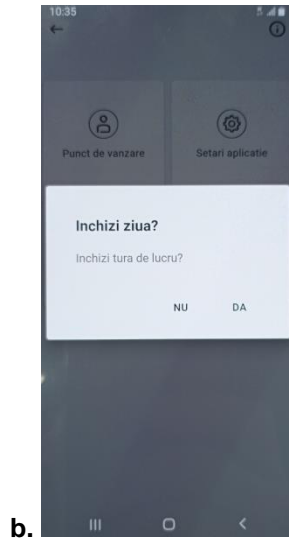 10:35
Punct de vanzare
Setari aplicatie
Inchizi ziua?
Inchizi tura de lucru?
NU DA
b.